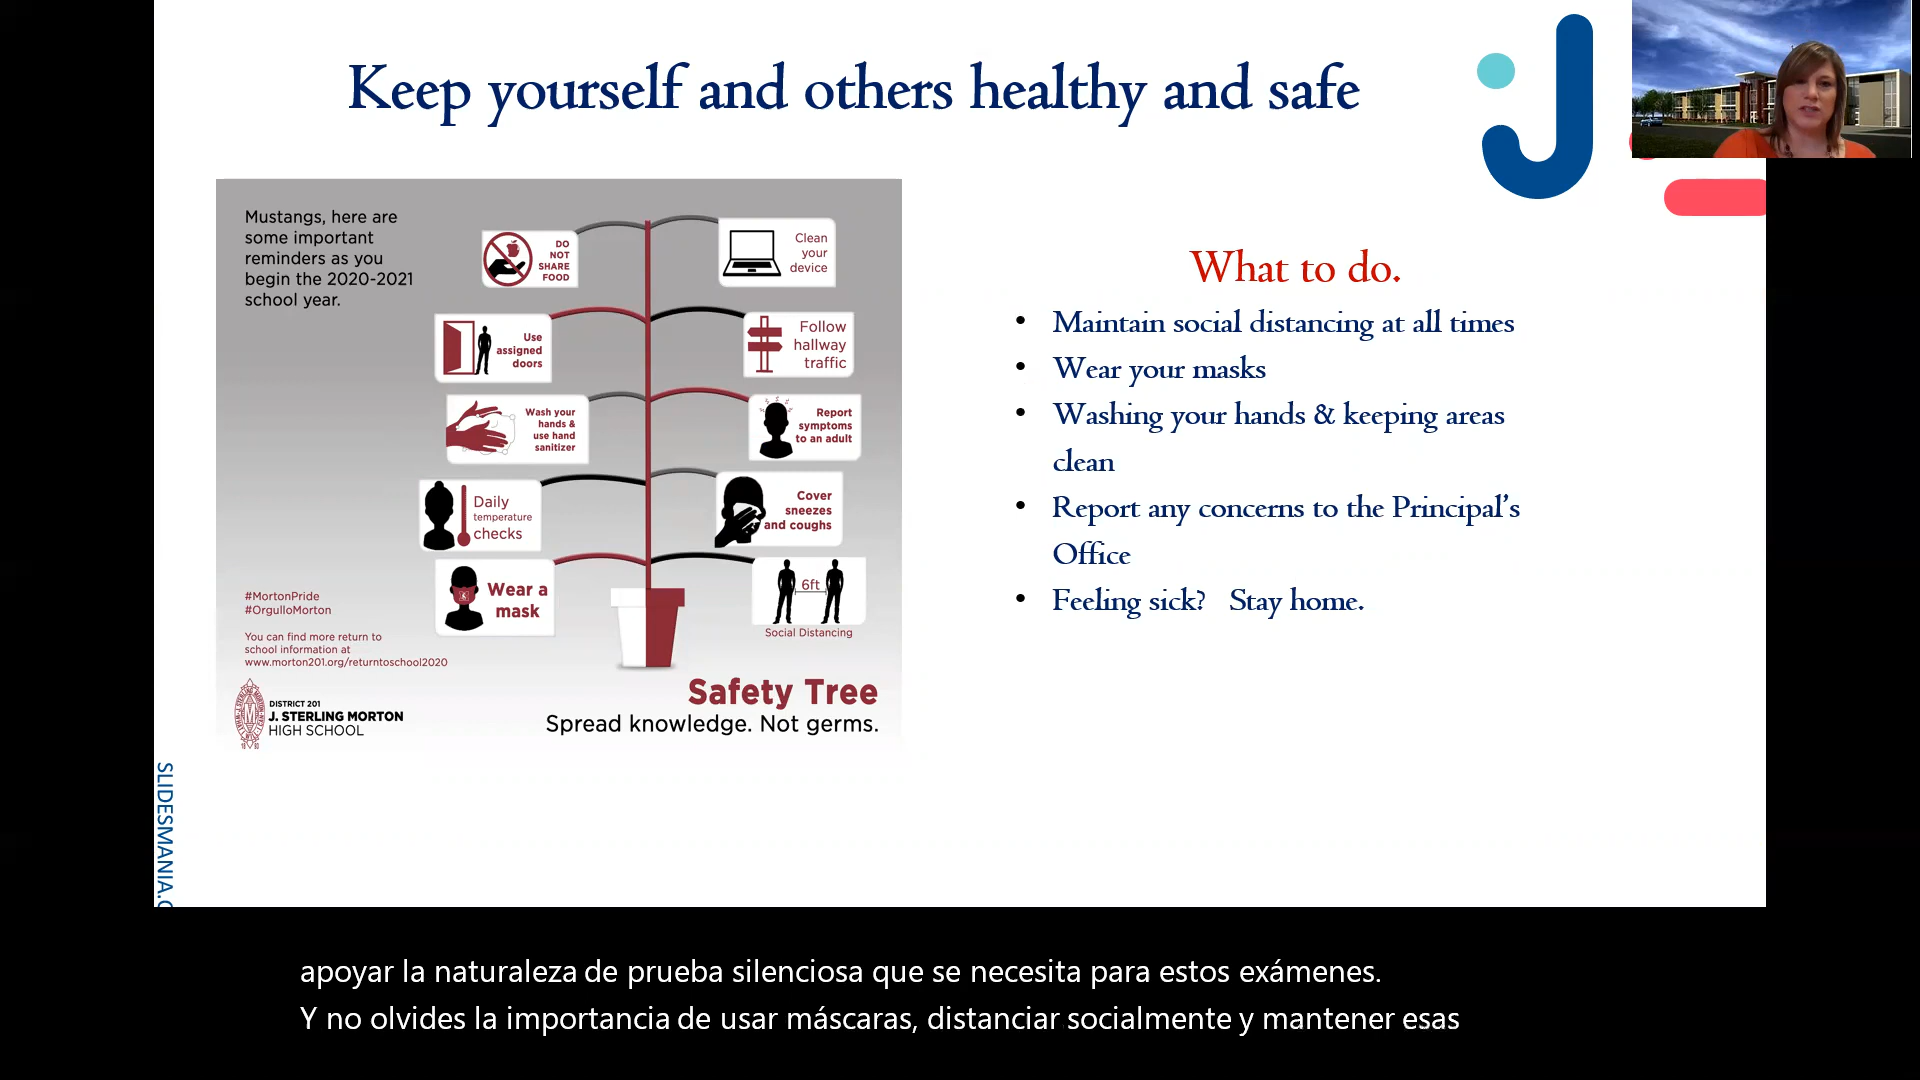 Keep yourself and others healthy and safe
Mustangs, here are
some important
reminders as you
begin the 2020-2021
school year.
DO
NOT
SHARE
FOOD
Clean
your
device
Use
assigned
doors
Follow
hallway
traffic
Wash your
hands &
use hand
sanitizer
Report
symptoms
to an adult
Daily
temperature
checks
Cover
sneezes
and coughs
Wear a
mask
6ft
Social Distancing
#MortonPride
#OrgulloMorton
You can find more return to
school information at
www.morton201.org/returntoschool2020
DISTRICT 201
J. STERLING MORTON
HIGH SCHOOL
Safety Tree
Spread knowledge. Not germs.
What to do.
• Maintain social distancing at all times
• Wear your masks
• Washing your hands & keeping areas
clean
• Report any concerns to the Principal's
Office
• Feeling sick? Stay home.
SLIDESMANIA.C
apoyar la naturaleza de prueba silenciosa que se necesita para estos exámenes.
Y no olvides la importancia de usar máscaras, distanciar socialmente y mantener esas